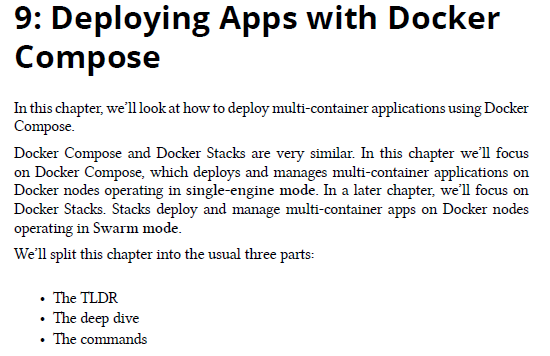 9: Deploying Apps with Docker
Compose
In this chapter, we'll look at how to deploy multi-container applications using Docker
Compose.
Docker Compose and Docker Stacks are very similar. In this chapter we'll focus
on Docker Compose, which deploys and manages multi-container applications on
Docker nodes operating in single-engine mode. In a later chapter, we'll focus on
Docker Stacks. Stacks deploy and manage multi-container apps on Docker nodes
operating in Swarm mode.
We'll split this chapter into the usual three parts:
• The TLDR
• The deep dive
• The commands